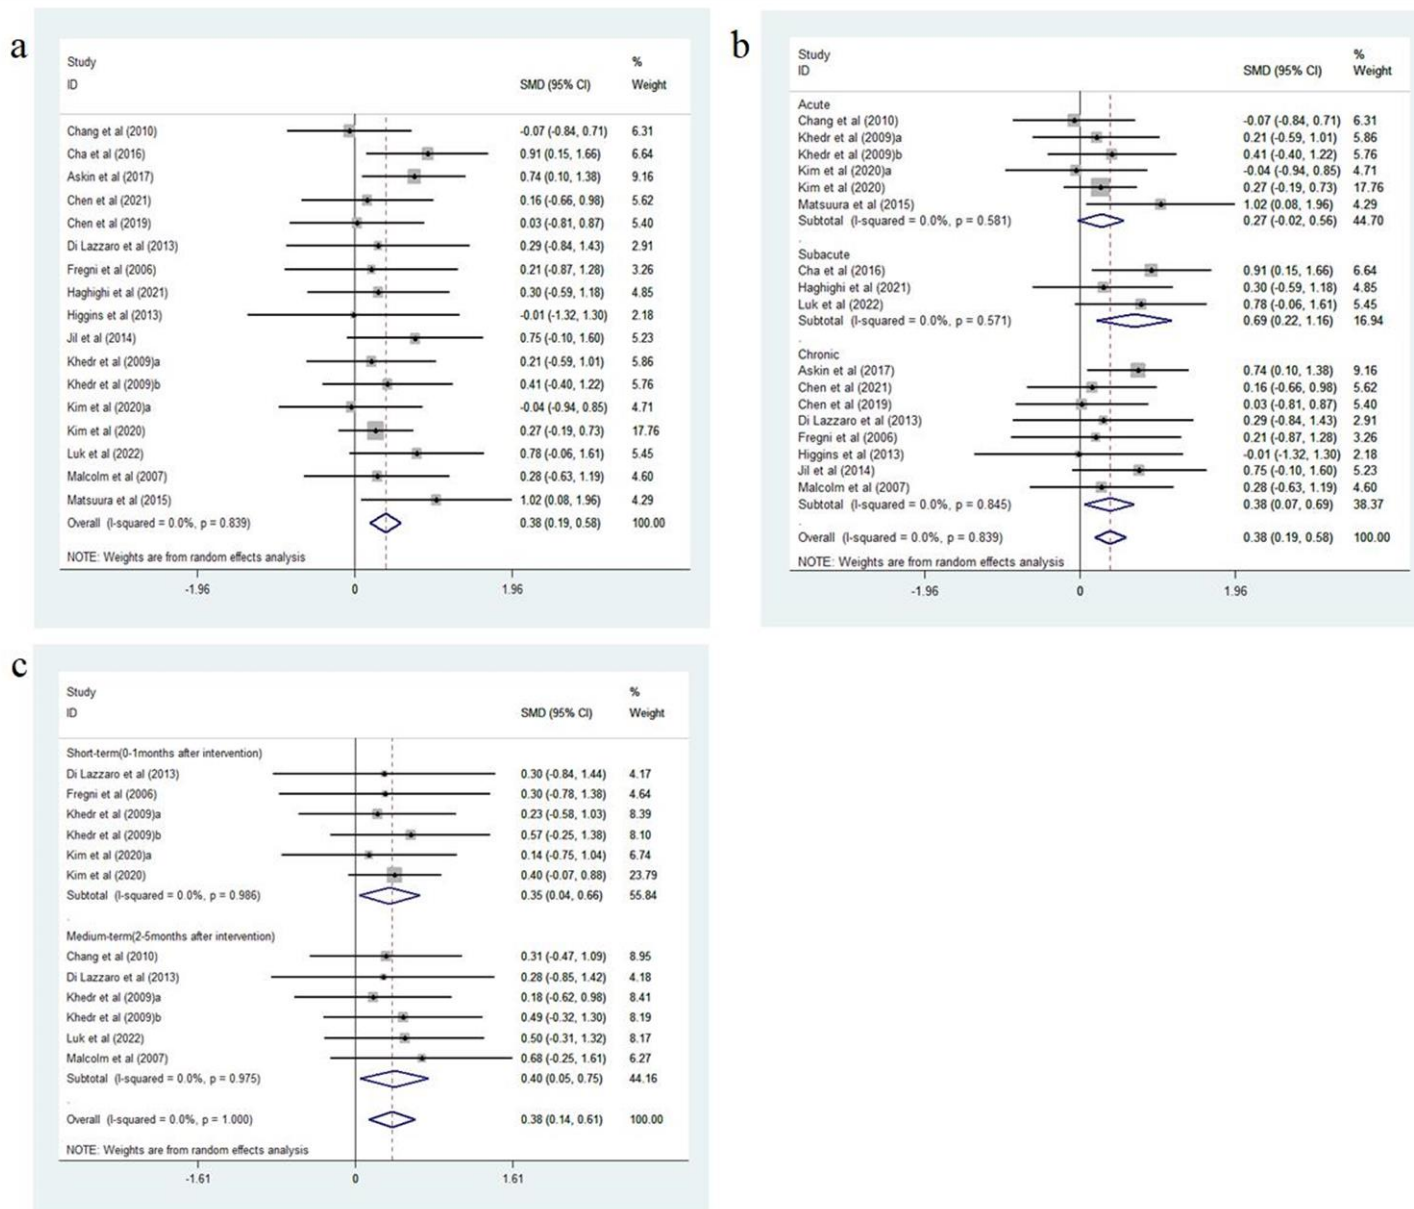 a
Study %
ID SMD (95% CI) Weight
Chang et al (2010) -0.07 (-0.84, 0.71) 6.31
Cha et al (2016) 0.91 (0.15, 1.66) 6.64
Askin et al (2017) 0.74 (0.10, 1.38) 9.16
Chen et al (2021) 0.16 (-0.66, 0.98) 5.62
Chen et al (2019) 0.03 (-0.81, 0.87) 5.40
Di Lazzaro et al (2013) 0.29 (-0.84, 1.43) 2.91
Fregni et al (2006) 0.21 (-0.87, 1.28) 3.26
Haghighi et al (2021) 0.30 (-0.59, 1.18) 4.85
Higgins et al (2013) -0.01 (-1.32, 1.30) 2.18
Jil et al (2014) 0.75 (-0.10, 1.60) 5.23
Khedr et al (2009)a 0.21 (-0.59, 1.01) 5.86
Khedr et al (2009)b 0.41 (-0.40, 1.22) 5.76
Kim et al (2020)a -0.04 (-0.94, 0.85) 4.71
Kim et al (2020) 0.27 (-0.19, 0.73) 17.76
Luk et al (2022) 0.78 (-0.06, 1.61) 5.45
Malcolm et al (2007) 0.28 (-0.63, 1.19) 4.60
Matsuura et al (2015) 1.02 (0.08, 1.96) 4.29
Overall (I-squared = 0.0%, p = 0.839) 0.38 (0.19, 0.58) 100.00
NOTE: Weights are from random effects analysis
-1.96 0 1.96
b
Study %
ID SMD (95% CI) Weight
Acute
Chang et al (2010) -0.07 (-0.84, 0.71) 6.31
Khedr et al (2009)a 0.21 (-0.59, 1.01) 5.86
Khedr et al (2009)b 0.41 (-0.40, 1.22) 5.76
Kim et al (2020)a -0.04 (-0.94, 0.85) 4.71
Kim et al (2020) 0.27 (-0.19, 0.73) 17.76
Matsuura et al (2015) 1.02 (0.08, 1.96) 4.29
Subtotal (I-squared = 0.0%, p = 0.581) 0.27 (-0.02, 0.56) 44.70
.
Subacute
Cha et al (2016) 0.91 (0.15, 1.66) 6.64
Haghighi et al (2021) 0.30 (-0.59, 1.18) 4.85
Luk et al (2022) 0.78 (-0.06, 1.61) 5.45
Subtotal (I-squared = 0.0%, p = 0.571) 0.69 (0.22, 1.16) 16.94
.
Chronic
Askin et al (2017) 0.74 (0.10, 1.38) 9.16
Chen et al (2021) 0.16 (-0.66, 0.98) 5.62
Chen et al (2019) 0.03 (-0.81, 0.87) 5.40
Di Lazzaro et al (2013) 0.29 (-0.84, 1.43) 2.91
Fregni et al (2006) 0.21 (-0.87, 1.28) 3.26
Higgins et al (2013) -0.01 (-1.32, 1.30) 2.18
Jil et al (2014) 0.75 (-0.10, 1.60) 5.23
Malcolm et al (2007) 0.28 (-0.63, 1.19) 4.60
Subtotal (I-squared = 0.0%, p = 0.845) 0.38 (0.07, 0.69) 38.37
.
Overall (I-squared = 0.0%, p = 0.839) 0.38 (0.19, 0.58) 100.00
NOTE: Weights are from random effects analysis
-1.96 0 1.96
c
Study %
ID SMD (95% CI) Weight
Short-term(0-1months after intervention)
Di Lazzaro et al (2013) 0.30 (-0.84, 1.44) 4.17
Fregni et al (2006) 0.30 (-0.78, 1.38) 4.64
Khedr et al (2009)a 0.23 (-0.58, 1.03) 8.39
Khedr et al (2009)b 0.57 (-0.25, 1.38) 8.10
Kim et al (2020)a 0.14 (-0.75, 1.04) 6.74
Kim et al (2020) 0.40 (-0.07, 0.88) 23.79
Subtotal (I-squared = 0.0%, p = 0.986) 0.35 (0.04, 0.66) 55.84
.
Medium-term(2-5months after intervention)
Chang et al (2010) 0.31 (-0.47, 1.09) 8.95
Di Lazzaro et al (2013) 0.28 (-0.85, 1.42) 4.18
Khedr et al (2009)a 0.18 (-0.62, 0.98) 8.41
Khedr et al (2009)b 0.49 (-0.32, 1.30) 8.19
Luk et al (2022) 0.50 (-0.31, 1.32) 8.17
Malcolm et al (2007) 0.68 (-0.25, 1.61) 6.27
Subtotal (I-squared = 0.0%, p = 0.975) 0.40 (0.05, 0.75) 44.16
.
Overall (I-squared = 0.0%, p = 1.000) 0.38 (0.14, 0.61) 100.00
NOTE: Weights are from random effects analysis
-1.61 0 1.61